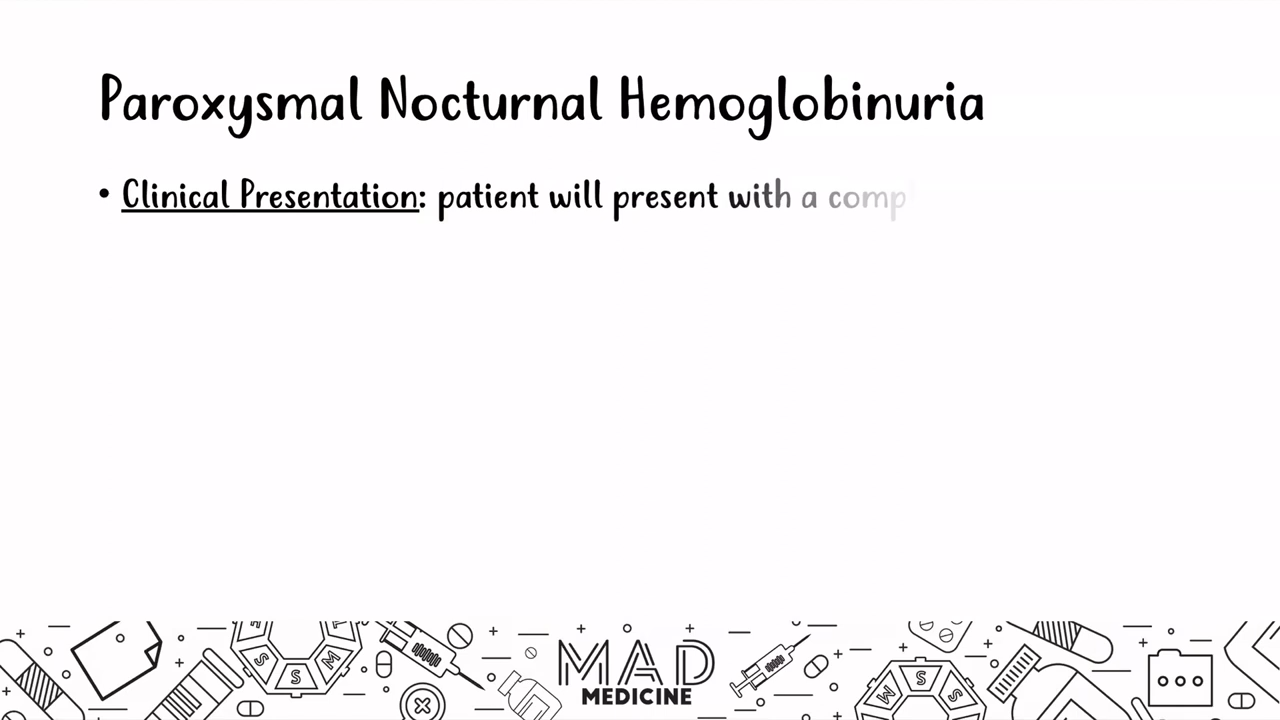 Paroxysmal Nocturnal Hemoglobinuria
• Clinical Presentation: patient will present with a comp
S S M
MAD
MEDICINE
M S S